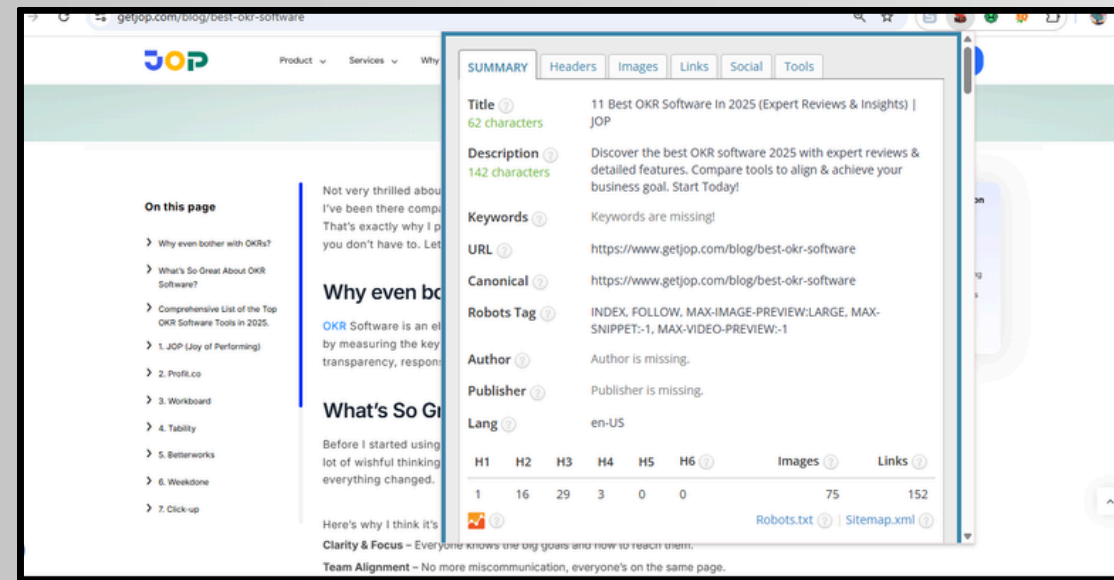 getjop.com/blog/best-okr-software
JOP
Product
Services
Why
On this page
Why even bother with OKRs?
What's So Great About OKR
Software?
Comprehensive List of the Top
OKR Software Tools in 2025.
1. JOP (Joy of Performing)
2. Profit.co
3. Workboard
4. Tability
5. Betterworks
6. Weekdone
7. Click-up
Not very thrilled abou
I've been there compa
That's exactly why I p
you don't have to. Let
Why even bo
OKR Software is an el
by measuring the key
transparency, respons
What's So Gr
Before I started using
lot of wishful thinking
everything changed.
Here's why I think it's
Clarity & Focus – Everyone knows the big goals and how to reach them.
Team Alignment – No more miscommunication, everyone's on the same page.
SUMMARY Headers Images Links Social Tools
Title 11 Best OKR Software In 2025 (Expert Reviews & Insights) |
62 characters JOP
Description Discover the best OKR software 2025 with expert reviews &
142 characters detailed features. Compare tools to align & achieve your
business goal. Start Today!
Keywords Keywords are missing!
URL https://www.getjop.com/blog/best-okr-software
Canonical https://www.getjop.com/blog/best-okr-software
Robots Tag INDEX, FOLLOW, MAX-IMAGE-PREVIEW:LARGE, MAX-
SNIPPET:-1, MAX-VIDEO-PREVIEW:-1
Author Author is missing.
Publisher Publisher is missing.
Lang en-US
H1 H2 H3 H4 H5 H6 Images Links
1 16 29 3 0 0 75 152
Robots.txt | Sitemap.xml